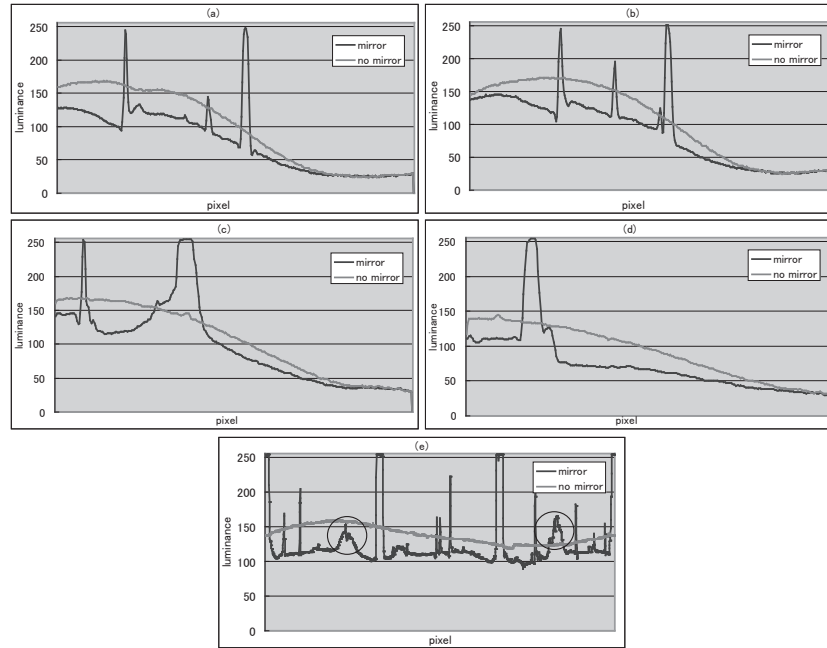 (a)
250
200
150
100
50
0
luminance
pixel
mirror
no mirror
(b)
250
200
150
100
50
0
luminance
pixel
mirror
no mirror
(c)
250
200
150
100
50
0
luminance
pixel
mirror
no mirror
(d)
250
200
150
100
50
0
luminance
pixel
mirror
no mirror
(e)
250
200
150
100
50
0
luminance
pixel
mirror
no mirror